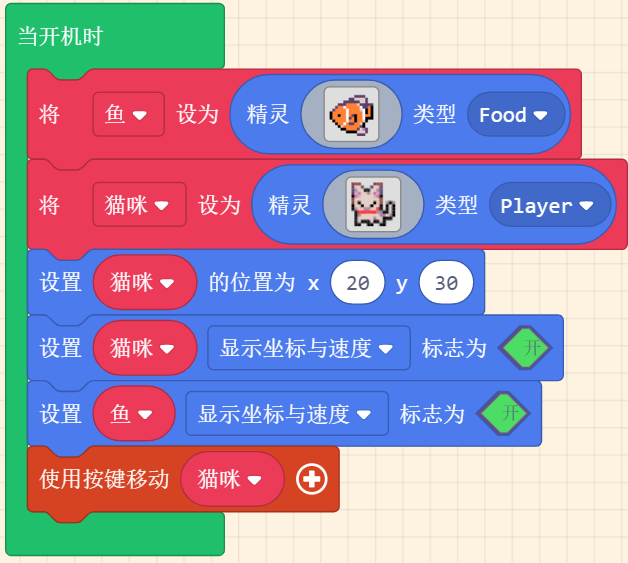 当开机时
将 鱼 设为 精灵 类型 Food
将 猫咪 设为 精灵 类型 Player
设置 猫咪 的位置为 x 20 y 30
设置 猫咪 显示坐标与速度 标志为 开
设置 鱼 显示坐标与速度 标志为 开
使用按键移动 猫咪